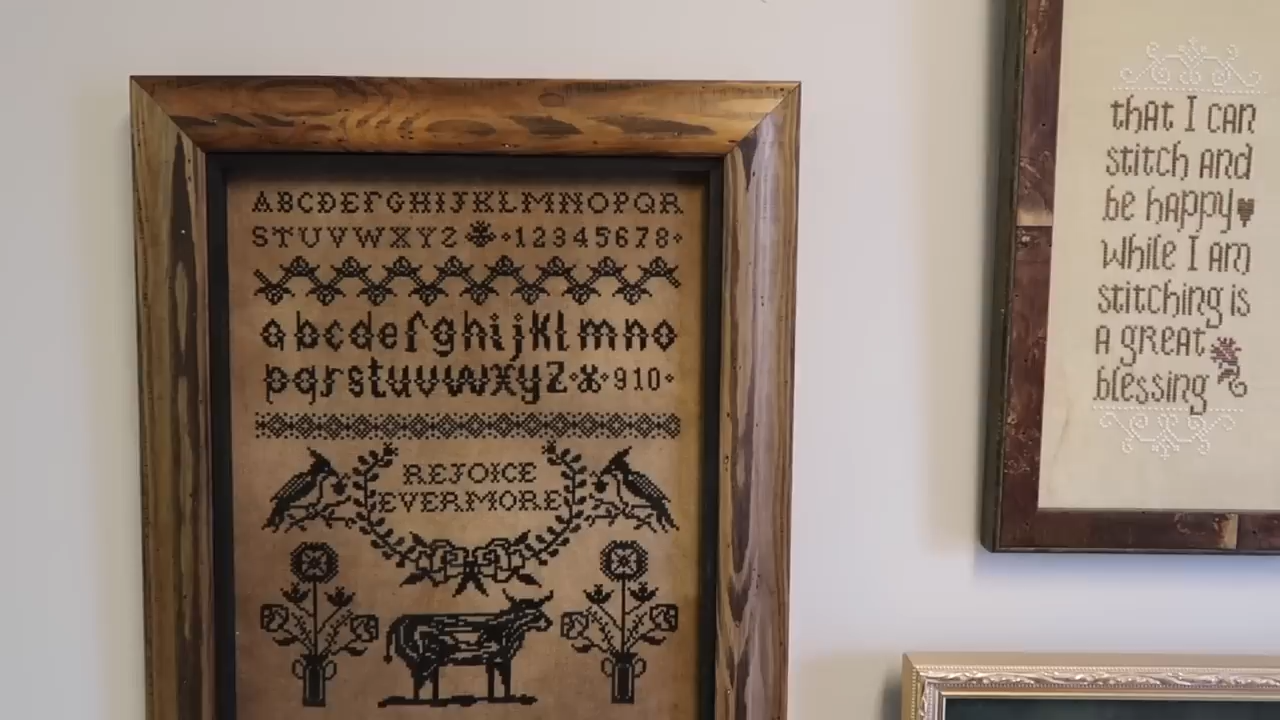 ABCDEFGHIJKLMNOPQR
STUVWXYZ 12345678
abcdefghijklmno
pqrstuvwxyz 910
REJOICE
EVERMORE
that I can
stitch and
be happy
while I am
stitching is
a great
blessing